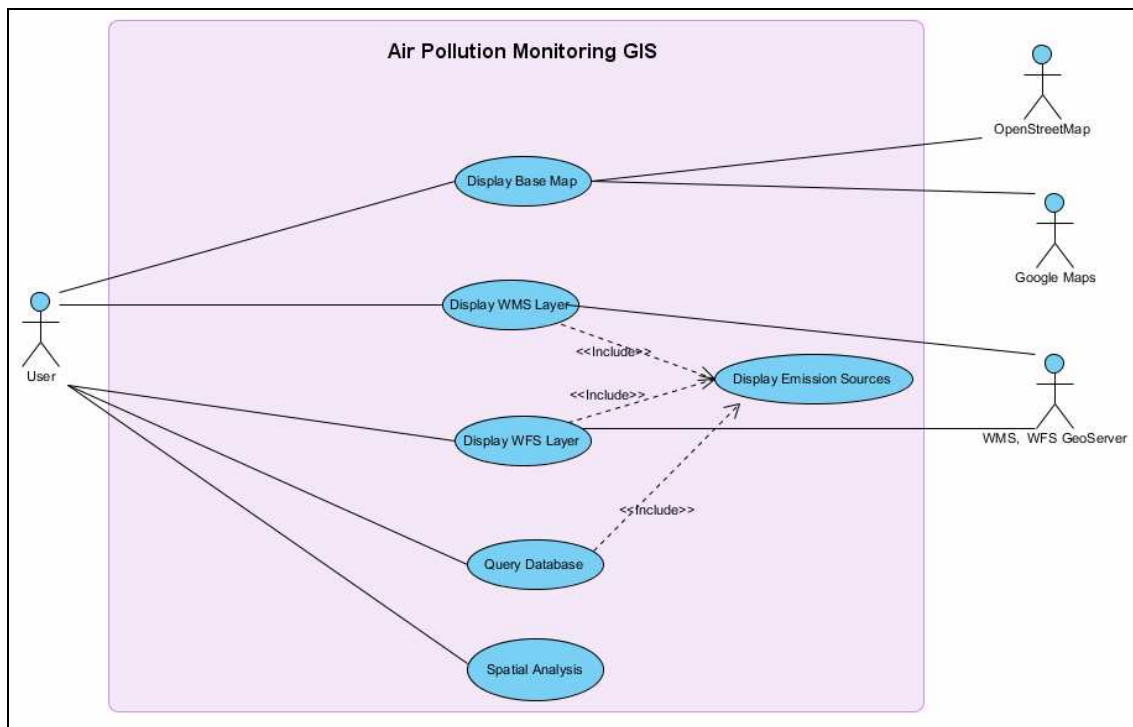 Air Pollution Monitoring GIS
OpenStreetMap
Display Base Map
Google Maps
Display WMS Layer
<<Include>>
User
Display Emission Sources
<<Include>>
Display WFS Layer
WMS, WFS GeoServer
<<Include>>
Query Database
Spatial Analysis